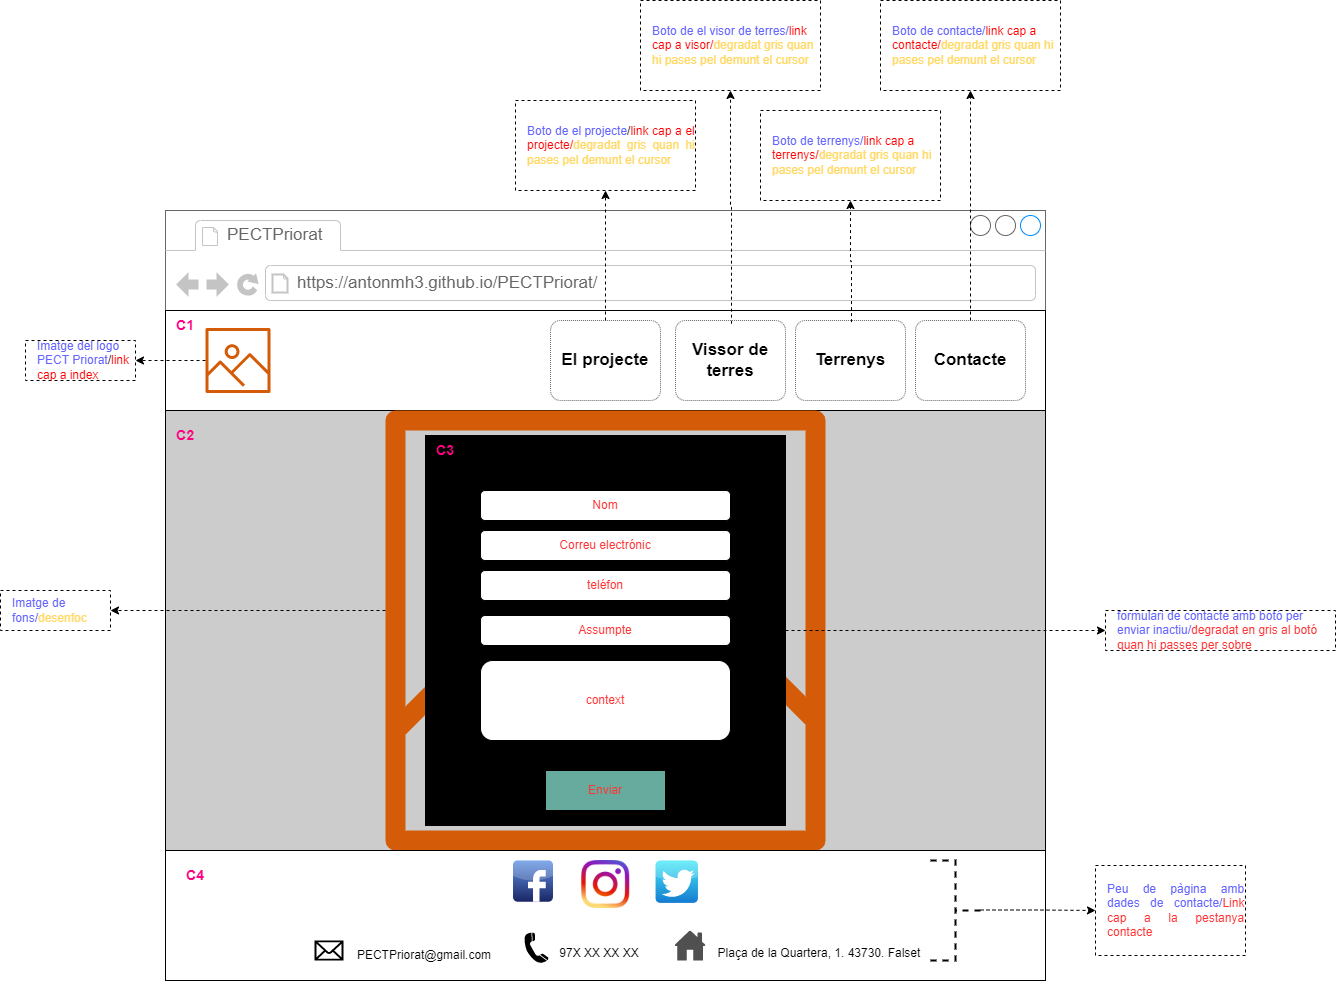 Boto de el visor de terres/link
cap a visor/degradat gris quan
hi pases pel demunt el cursor
Boto de contacte/link cap a
contacte/degradat gris quan hi
pases pel demunt el cursor
Boto de el projecte/link cap a el
projecte/degradat gris quan hi
pases pel demunt el cursor
Boto de terrenys/link cap a
terrenys/degradat gris quan hi
pases pel demunt el cursor
PECTPriorat
https://antonmh3.github.io/PECTPriorat/
C1
Imatge del logo
PECT Priorat/link
cap a index
El projecte
Vissor de
terres
Terrenys
Contacte
C2
C3
Nom
Correu electrónic
teléfon
Assumpte
context
Enviar
Imatge de
fons/desenfoc
formulari de contacte amb botó per
enviar inactiu/degradat en gris al botó
quan hi passes per sobre
C4
Peu de página amb
dades de contacte/Link
cap a la pestanya
contacte
PECTPriorat@gmail.com
97X XX XX XX
Plaça de la Quartera, 1. 43730. Falset